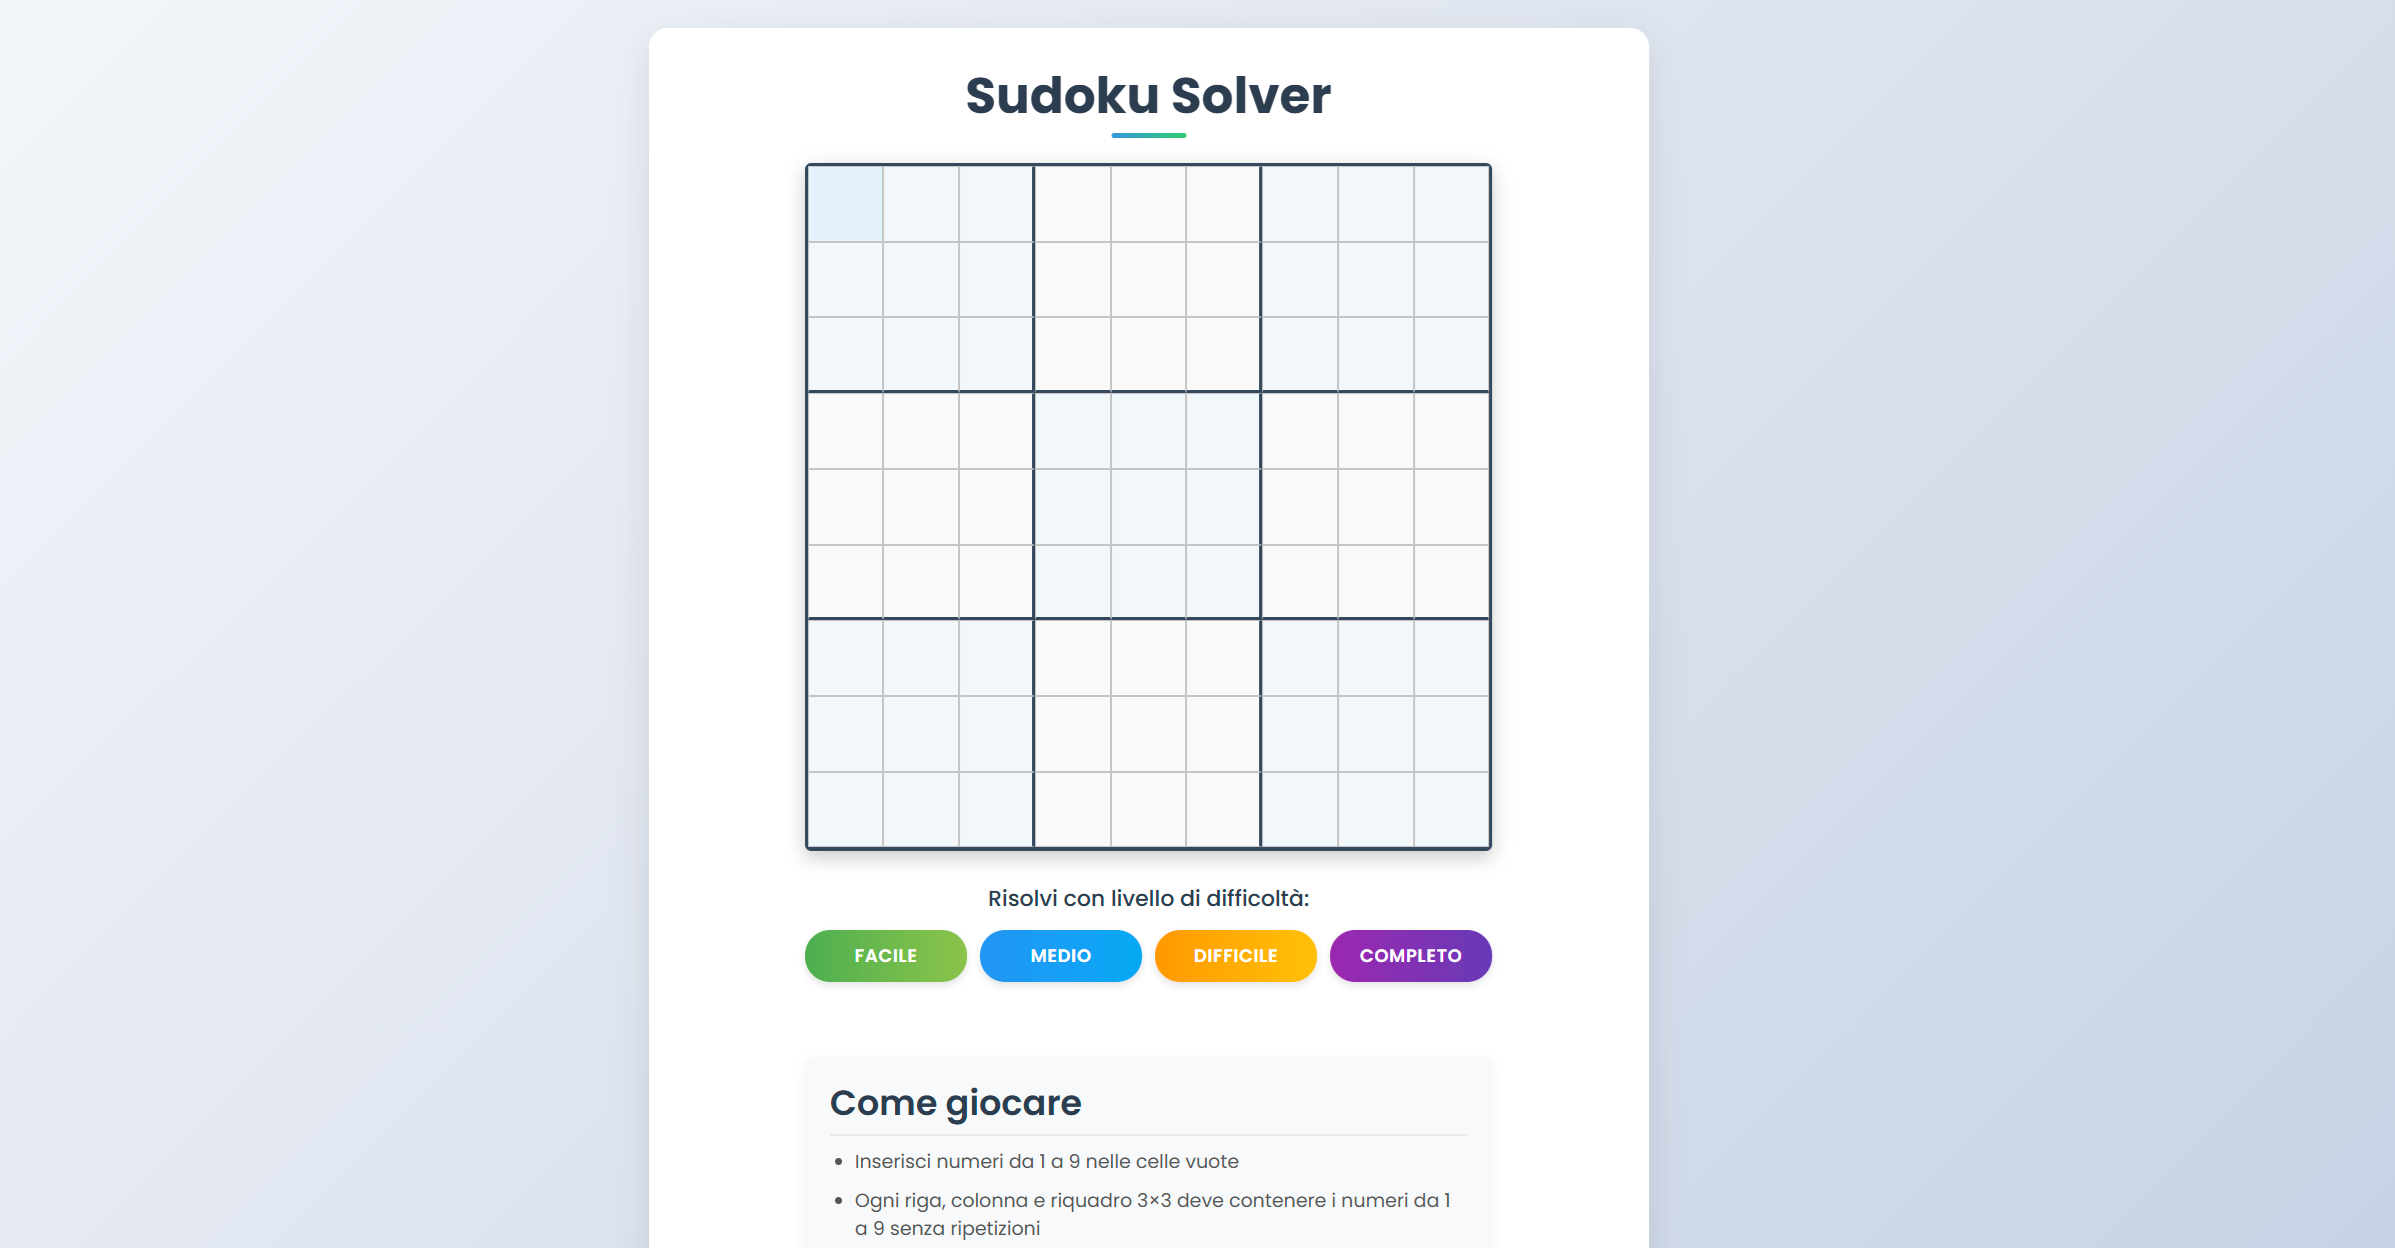 Sudoku Solver
Risolvi con livello di difficoltà:
FACILE
MEDIO
DIFFICILE
COMPLETO
Come giocare
Inserisci numeri da 1 a 9 nelle celle vuote
Ogni riga, colonna e riquadro 3×3 deve contenere i numeri da 1
a 9 senza ripetizioni